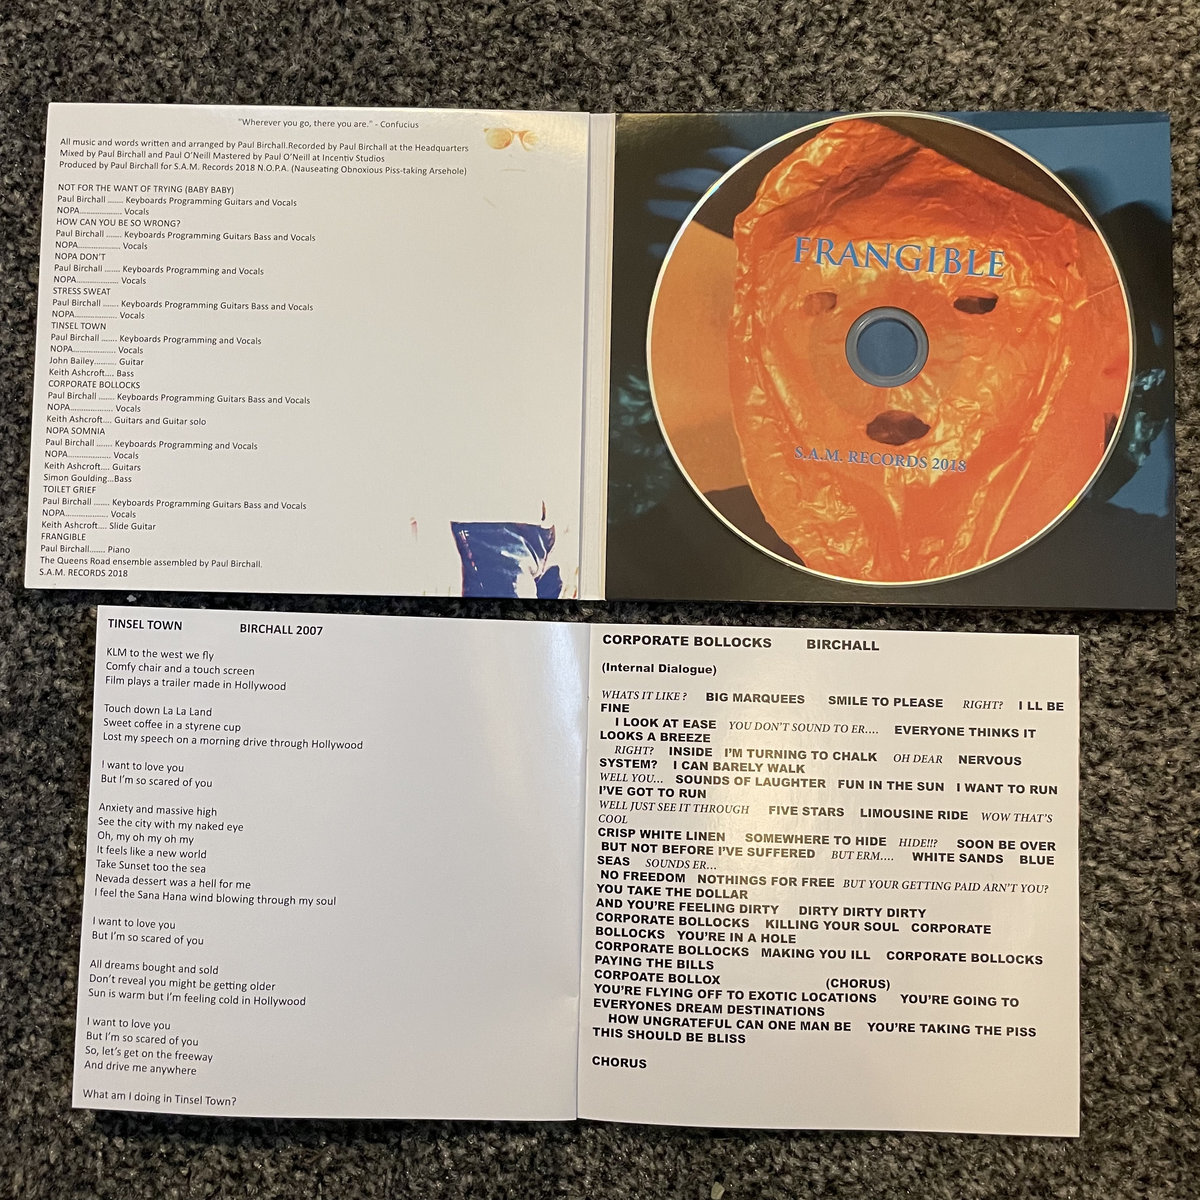 "Wherever you go, there you are." - Confucius
All music and words written and arranged by Paul Birchall.Recorded by Paul Birchall at the Headquarters
Mixed by Paul Birchall and Paul O'Neill Mastered by Paul O'Neill at Incentiv Studios
Produced by Paul Birchall for S.A.M. Records 2018 N.O.P.A. (Nauseating Obnoxious Piss-taking Arsehole)
NOT FOR THE WANT OF TRYING (BABY BABY)
Paul Birchall ....... Keyboards Programming Guitars and Vocals
NOPA...................... Vocals
HOW CAN YOU BE SO WRONG?
Paul Birchall ....... Keyboards Programming Guitars Bass and Vocals
NOPA...................... Vocals
NOPA DON'T
Paul Birchall ....... Keyboards Programming and Vocals
NOPA...................... Vocals
STRESS SWEAT
Paul Birchall ....... Keyboards Programming Guitars Bass and Vocals
NOPA...................... Vocals
TINSEL TOWN
Paul Birchall ....... Keyboards Programming Guitars and Vocals
NOPA...................... Vocals
John Bailey.......... Guitar
Keith Ashcroft.... Bass
CORPORATE BOLLOCKS
Paul Birchall ....... Keyboards Programming Guitars Bass and Vocals
NOPA...................... Vocals
Keith Ashcroft.... Guitars and Guitar solo
NOPA SOMNIA
Paul Birchall ....... Keyboards Programming and Vocals
NOPA...................... Vocals
Keith Ashcroft.... Guitars
Simon Goulding...Bass
TOILET GRIEF
Paul Birchall ....... Keyboards Programming Guitars Bass and Vocals
NOPA...................... Vocals
Keith Ashcroft.... Slide Guitar
FRANGIBLE
Paul Birchall....... Piano
The Queens Road ensemble assembled by Paul Birchall.
S.A.M. RECORDS 2018
FRANGIBLE
S.A.M. RECORDS 2018
TINSEL TOWN BIRCHALL 2007
KLM to the west we fly
Comfy chair and a touch screen
Film plays a trailer made in Hollywood
Touch down La La Land
Sweet coffee in a styrene cup
Lost my speech on a morning drive through Hollywood
I want to love you
But I'm so scared of you
Anxiety and massive high
See the city with my naked eye
Oh, my oh my oh my
It feels like a new world
Take Sunset too the sea
Nevada dessert was a hell for me
I feel the Sana Hana wind blowing through my soul
I want to love you
But I'm so scared of you
All dreams bought and sold
Don't reveal you might be getting older
Sun is warm but I'm feeling cold in Hollywood
I want to love you
But I'm so scared of you
So, let's get on the freeway
And drive me anywhere
What am I doing in Tinsel Town?
CORPORATE BOLLOCKS BIRCHALL
(Internal Dialogue)
WHATS IT LIKE ? BIG MARQUEES SMILE TO PLEASE RIGHT? I LL BE
FINE
I LOOK AT EASE YOU DON'T SOUND TO ER.... EVERYONE THINKS IT
LOOKS A BREEZE
RIGHT? INSIDE I'M TURNING TO CHALK OH DEAR NERVOUS
SYSTEM? I CAN BARELY WALK
WELL YOU... SOUNDS OF LAUGHTER FUN IN THE SUN I WANT TO RUN
I'VE GOT TO RUN
WELL JUST SEE IT THROUGH FIVE STARS LIMOUSINE RIDE WOW THAT'S
COOL
CRISP WHITE LINEN SOMEWHERE TO HIDE HIDE!!? SOON BE OVER
BUT NOT BEFORE I'VE SUFFERED BUT ERM.... WHITE SANDS BLUE
SEAS SOUNDS ER...
NO FREEDOM NOTHINGS FOR FREE BUT YOUR GETTING PAID ARN'T YOU?
YOU TAKE THE DOLLAR
AND YOU'RE FEELING DIRTY DIRTY DIRTY DIRTY
CORPORATE BOLLOCKS KILLING YOUR SOUL CORPORATE
BOLLOCKS YOU'RE IN A HOLE
CORPORATE BOLLOCKS MAKING YOU ILL CORPORATE BOLLOCKS
PAYING THE BILLS
CORPOATE BOLLOX (CHORUS)
YOU'RE FLYING OFF TO EXOTIC LOCATIONS YOU'RE GOING TO
EVERYONES DREAM DESTINATIONS
HOW UNGRATEFUL CAN ONE MAN BE YOU'RE TAKING THE PISS
THIS SHOULD BE BLISS
CHORUS